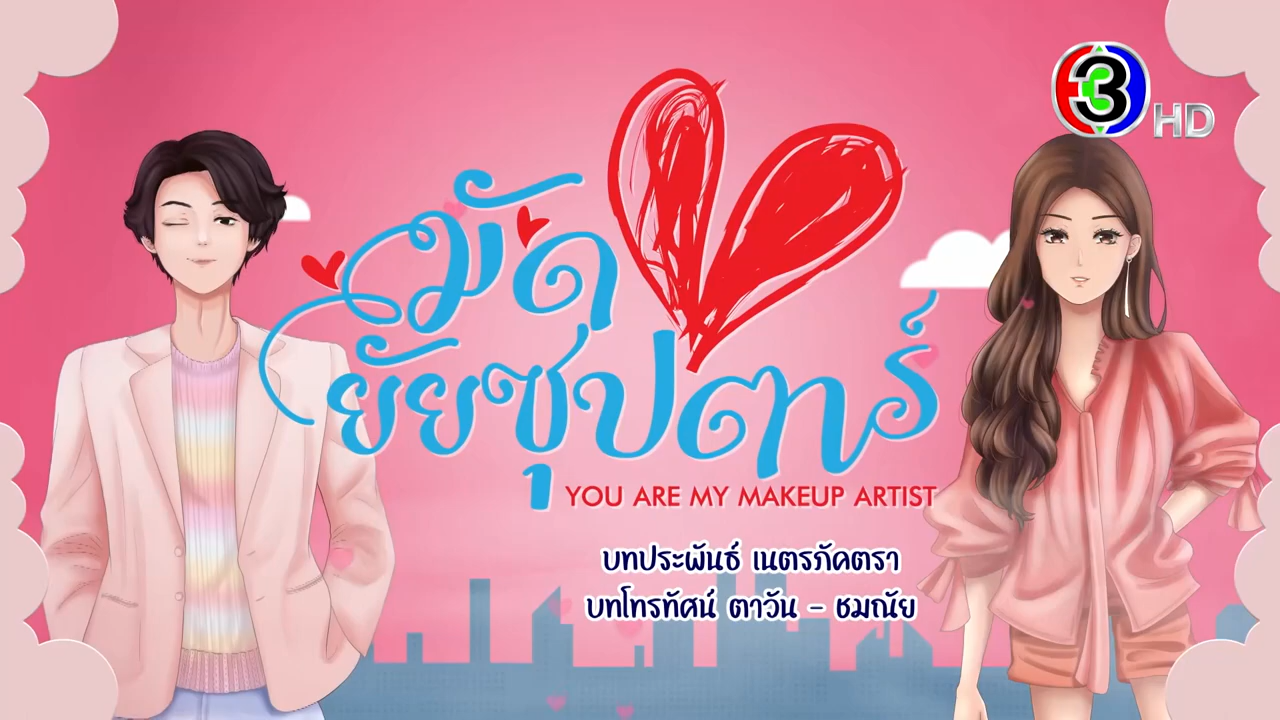 3 HD
มัดใจ
ยัยซุปตาร์
YOU ARE MY MAKEUP ARTIST
บทประพันธ์ เนตรภัคตรา
บทโทรทัศน์ ตาวัน - ชมณัย